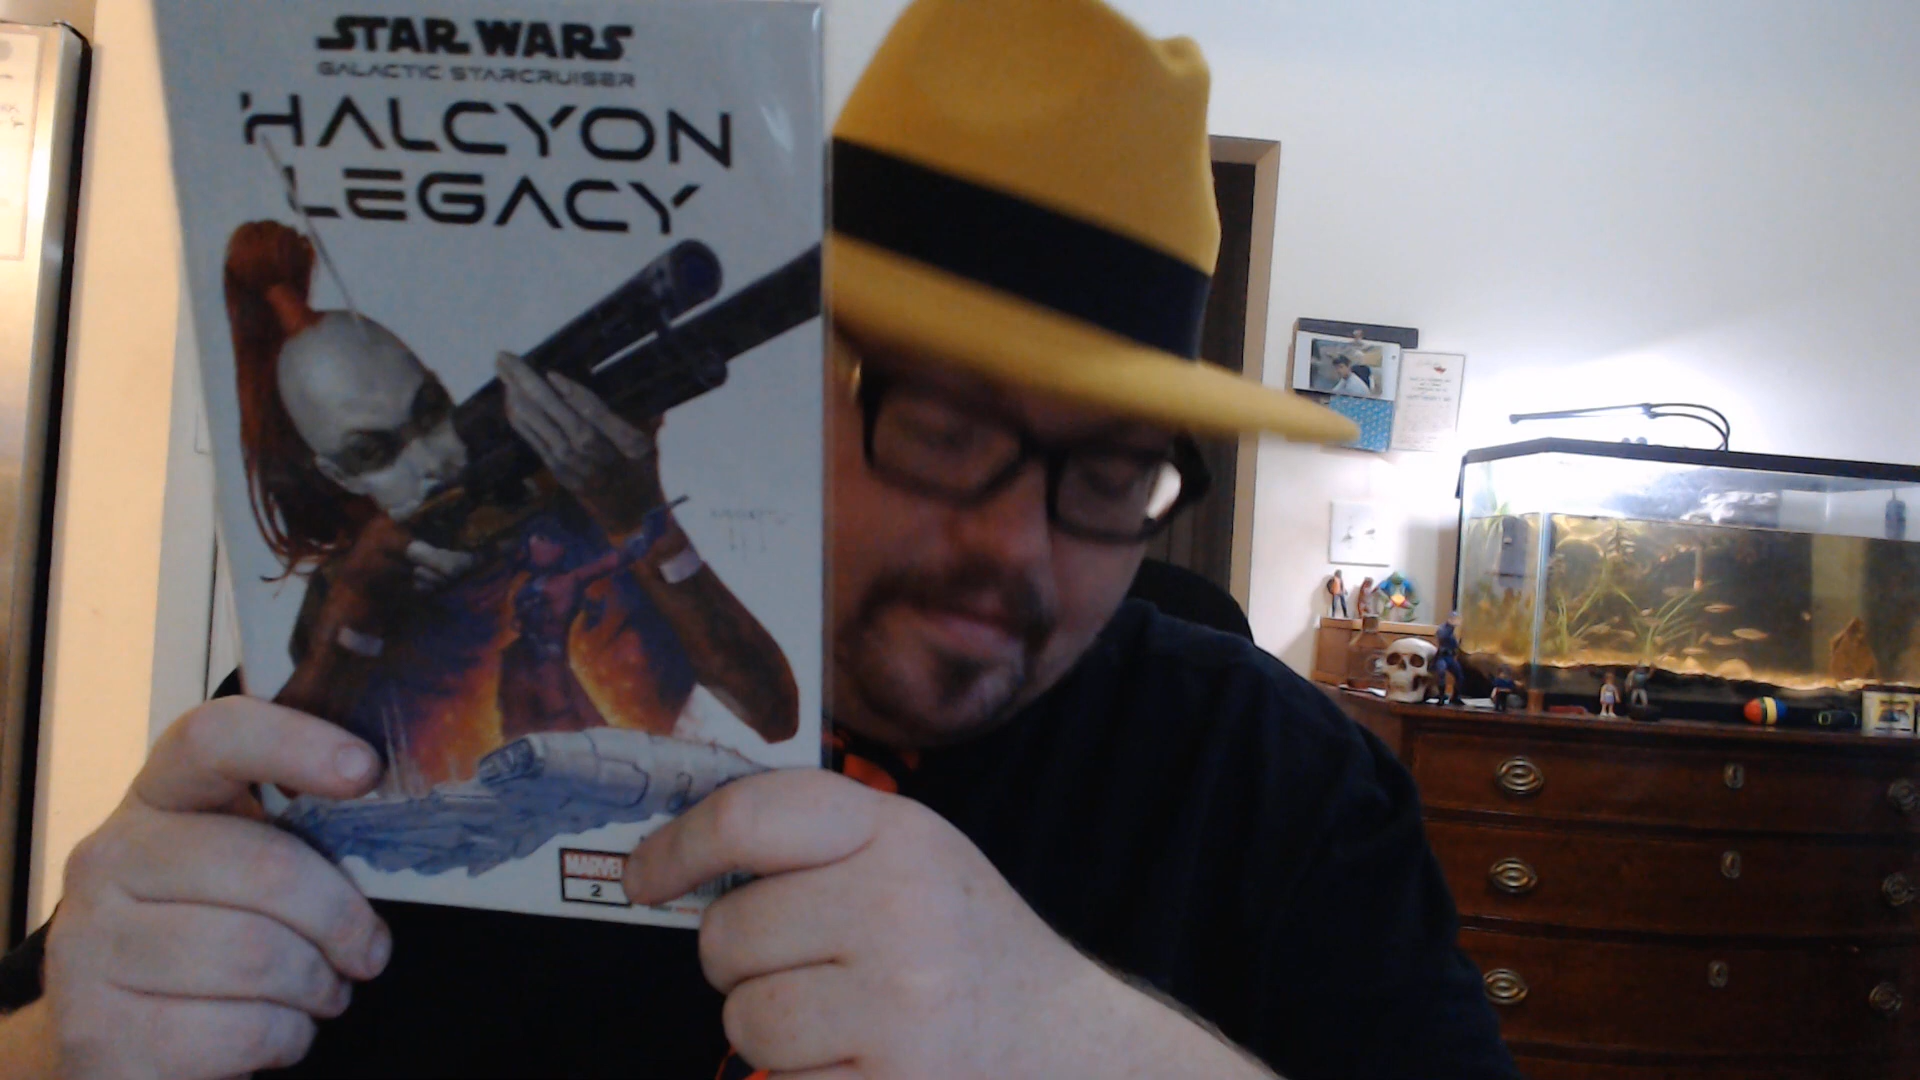 STAR WARS
GALACTIC STARCRUISER
HALCYON
LEGACY
MARVEL
2